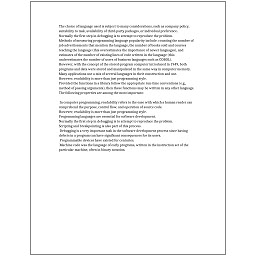 The choice of language used is subject to many considerations, such as company policy,
suitability to task, availability of third-party packages, or individual preference.
Normally the first step in debugging is to attempt to reproduce the problem.
Methods of measuring programming language popularity include: counting the number of
job advertisements that mention the language, the number of books sold and courses
teaching the language (this overestimates the importance of newer languages), and
estimates of the number of existing lines of code written in the language (this
underestimates the number of users of business languages such as COBOL).
However, with the concept of the stored-program computer introduced in 1949, both
programs and data were stored and manipulated in the same way in computer memory.
Many applications use a mix of several languages in their construction and use.
However, readability is more than just programming style.
Provided the functions in a library follow the appropriate run-time conventions (e.g.,
method of passing arguments), then these functions may be written in any other language.
The following properties are among the most important:
In computer programming, readability refers to the ease with which a human reader can
comprehend the purpose, control flow, and operation of source code.
However, readability is more than just programming style.
Programming languages are essential for software development.
Normally the first step in debugging is to attempt to reproduce the problem.
Scripting and breakpointing is also part of this process.
Debugging is a very important task in the software development process since having
defects in a program can have significant consequences for its users.
Programmable devices have existed for centuries.
Machine code was the language of early programs, written in the instruction set of the
particular machine, often in binary notation.